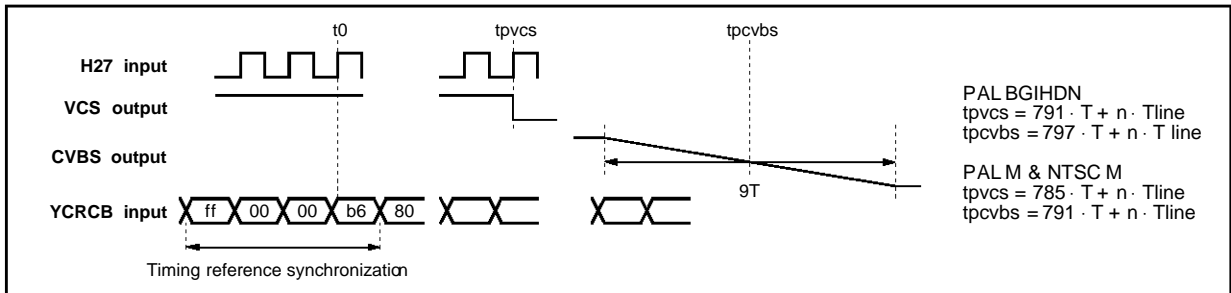 t0 tpvcs tpcvbs
H27 input
VCS output
CVBS output
9T
YCRCB input ff 00 00 b6 80
Timing reference synchronization
PAL BGIHDN
tpvcs = 791 · T + n · Tline
tpcvbs = 797 · T + n · T line
PAL M & NTSC M
tpvcs = 785 · T + n · Tline
tpcvbs = 791 · T + n · Tline